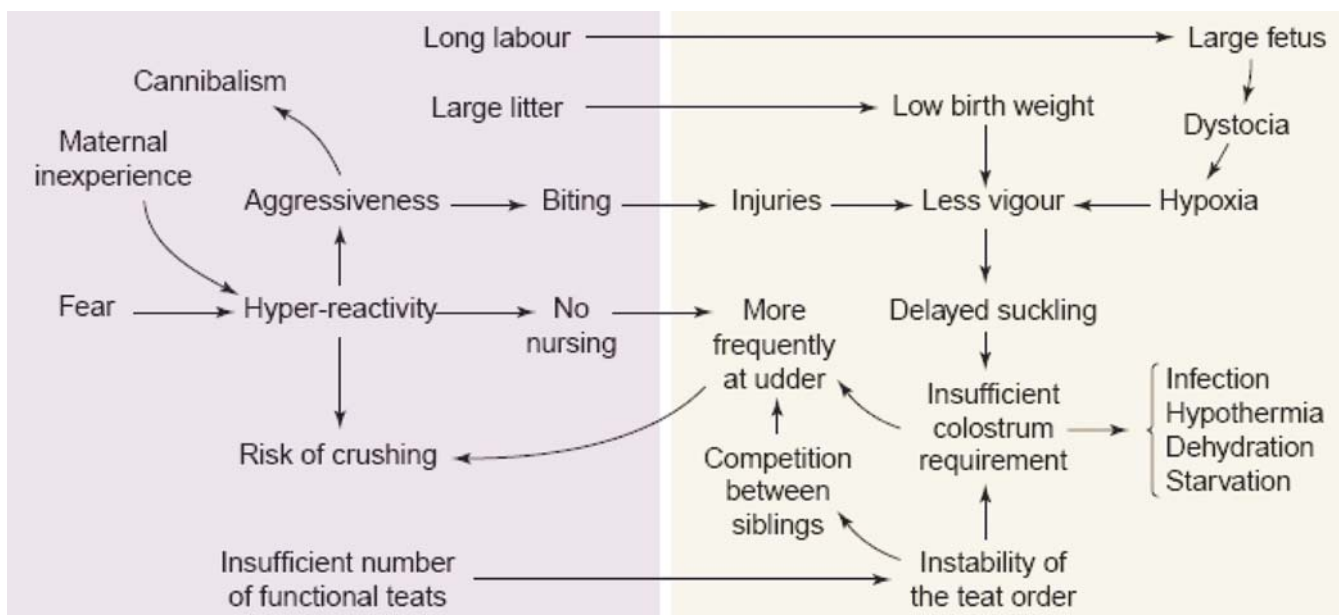 Long labour
Large fetus
Cannibalism
Large litter
Low birth weight
Dystocia
Maternal
inexperience
Aggressiveness
Biting
Injuries
Less vigour
Hypoxia
Fear
Hyper-reactivity
No
nursing
More
frequently
at udder
Delayed suckling
Insufficient
colostrum
requirement
Infection
Hypothermia
Dehydration
Starvation
Risk of crushing
Competition
between
siblings
Insufficient number
of functional teats
Instability of
the teat order